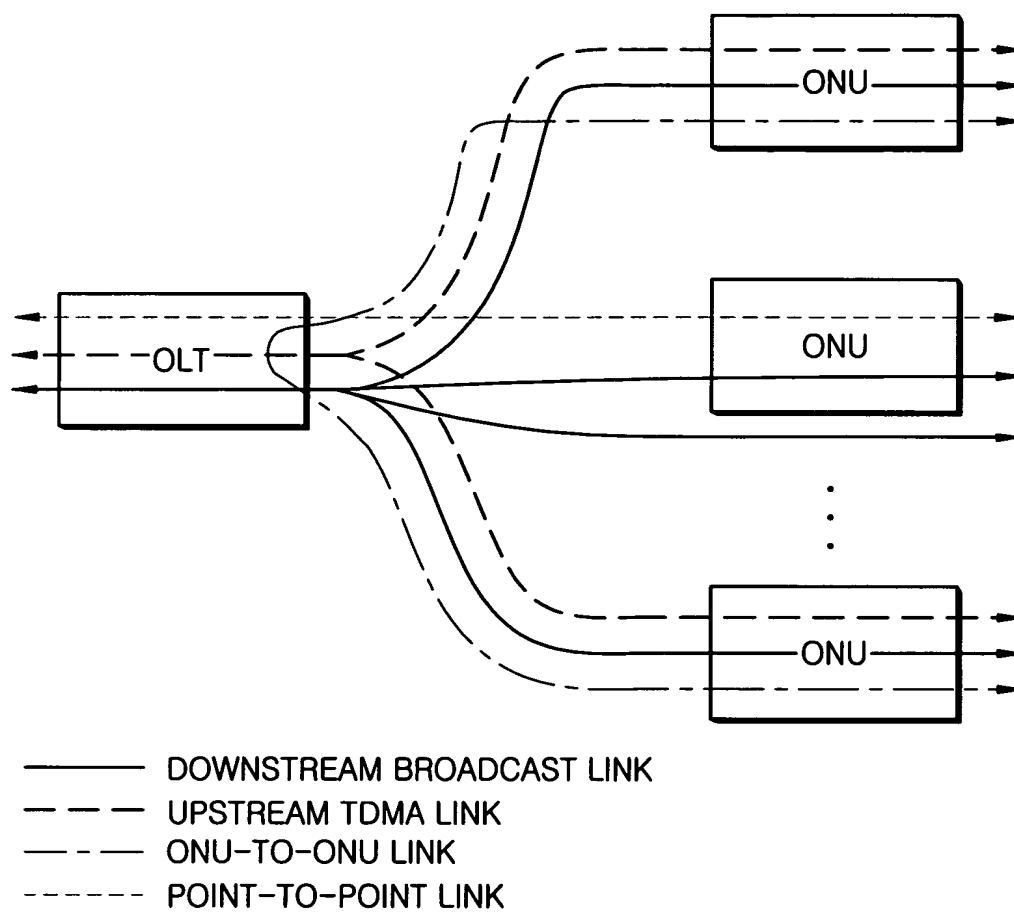 ONU
OLT
ONU
ONU
DOWNSTREAM BROADCAST LINK
UPSTREAM TDMA LINK
ONU-TO-ONU LINK
POINT-TO-POINT LINK